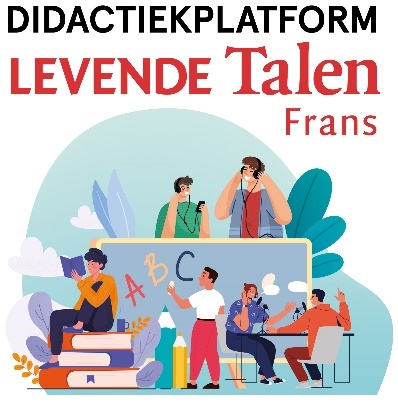 DIDACTIEKPLATFORM
LEVENDE Talen
Frans
A B C